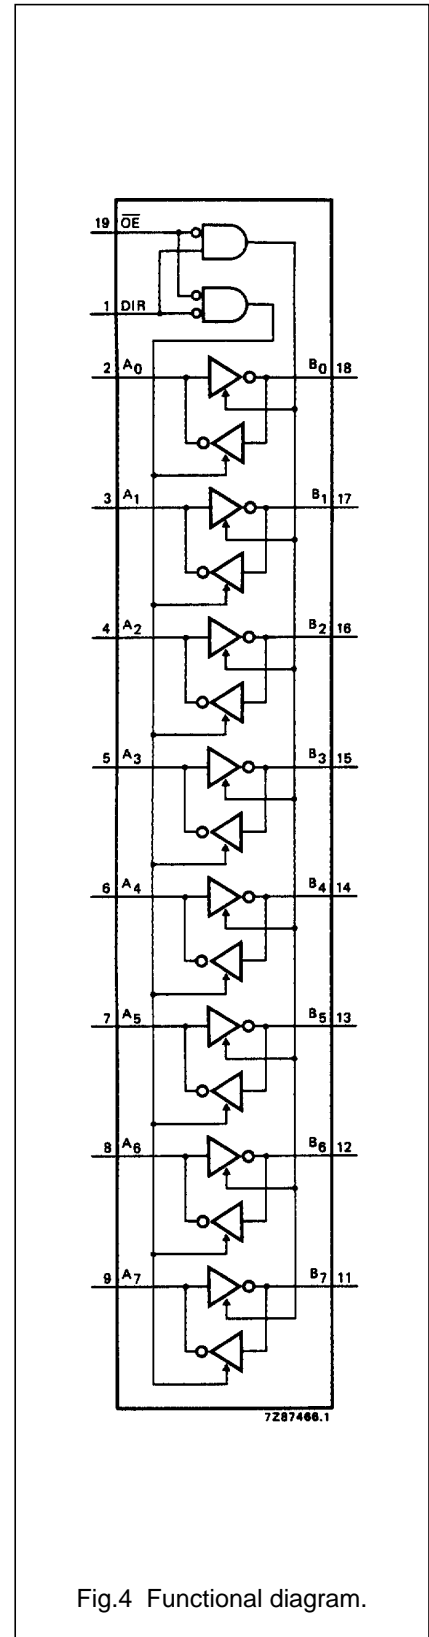 19 O̅E̅
1 DIR
2 A0 B0 18
3 A1 B1 17
4 A2 B2 16
5 A3 B3 15
6 A4 B4 14
7 A5 B5 13
8 A6 B6 12
9 A7 B7 11
7Z87466.1
Fig.4 Functional diagram.